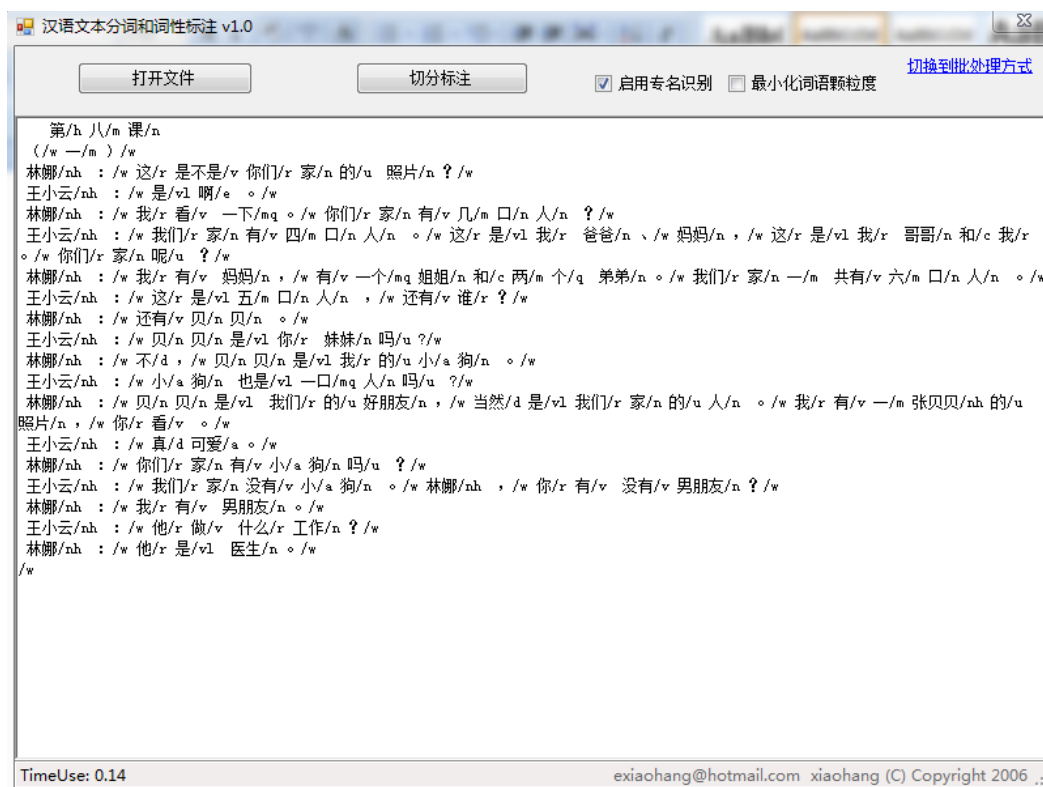 汉语文本分词和词性标注 v1.0
打开文件
切分标注
启用专名识别
最小化词语颗粒度
切换到批处理方式
第/h 八/m 课/n
（/w 一/m ）/w
林娜/nh ：/w 这/r 是不是/v 你们/r 家/n 的/u 照片/n ？/w
王小云/nh ：/w 是/vl 啊/e 。/w
林娜/nh ：/w 我/r 看/v 一下/mq 。/w 你们/r 家/n 有/v 几/m 口/n 人/n ？/w
王小云/nh ：/w 我们/r 家/n 有/v 四/m 口/n 人/n 。/w 这/r 是/vl 我/r 爸爸/n 、/w 妈妈/n ，/w 这/r 是/vl 我/r 哥哥/n 和/c 我/r
。/w 你们/r 家/n 呢/u ？/w
林娜/nh ：/w 我/r 有/v 妈妈/n ，/w 有/v 一个/mq 姐姐/n 和/c 两/m 个/q 弟弟/n 。/w 我们/r 家/n 一/m 共有/v 六/m 口/n 人/n 。/w
王小云/nh ：/w 这/r 是/vl 五/m 口/n 人/n ，/w 还有/v 谁/r ？/w
林娜/nh ：/w 还有/v 贝/n 贝/n 。/w
王小云/nh ：/w 贝/n 贝/n 是/vl 你/r 妹妹/n 吗/u ?/w
林娜/nh ：/w 不/d ，/w 贝/n 贝/n 是/vl 我/r 的/u 小/a 狗/n 。/w
王小云/nh ：/w 小/a 狗/n 也是/vl 一口/mq 人/n 吗/u ?/w
林娜/nh ：/w 贝/n 贝/n 是/vl 我们/r 的/u 好朋友/n ，/w 当然/d 是/vl 我们/r 家/n 的/u 人/n 。/w 我/r 有/v 一/m 张贝贝/nh 的/u
照片/n ，/w 你/r 看/v 。/w
王小云/nh ：/w 真/d 可爱/a 。/w
林娜/nh ：/w 你们/r 家/n 有/v 小/a 狗/n 吗/u ？/w
王小云/nh ：/w 我们/r 家/n 没有/v 小/a 狗/n 。/w 林娜/nh ，/w 你/r 有/v 没有/v 男朋友/n ？/w
林娜/nh ：/w 我/r 有/v 男朋友/n 。/w
王小云/nh ：/w 他/r 做/v 什么/r 工作/n ？/w
林娜/nh ：/w 他/r 是/vl 医生/n 。/w
/w
TimeUse: 0.14
exiaohang@hotmail.com xiaohang (C) Copyright 2006